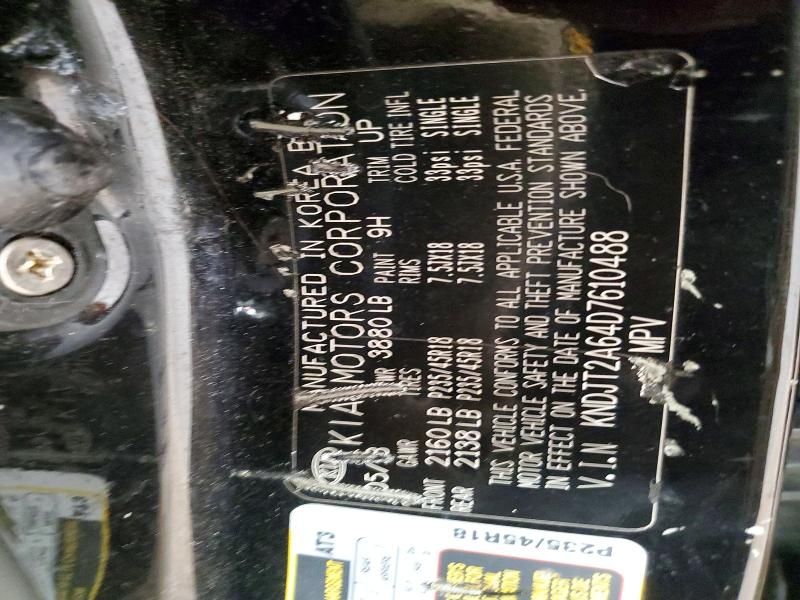 MANUFACTURED IN KOREA B
KIA MOTORS CORPORATION
05/13 3880 LB PAINT 9H TRIM UP
GAWR RIMS COLD TIRE INFL
FRONT 2160 LB P235/45R18 7.5JX18 33psi SINGLE
REAR 2138 LB P235/45R18 7.5JX18 33psi SINGLE
THIS VEHICLE CONFORMS TO ALL APPLICABLE U.S.A. FEDERAL
MOTOR VEHICLE SAFETY AND THEFT PREVENTION STANDARDS
IN EFFECT ON THE DATE OF MANUFACTURE SHOWN ABOVE.
V.I.N KNDJT2A64D7610488
MPV
P235/45R18